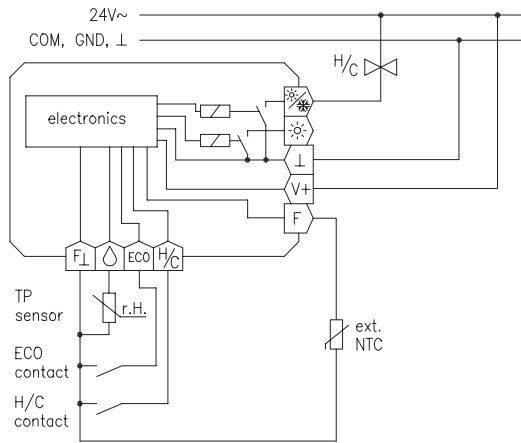 24V~
COM, GND, ⊥
H/C
electronics
⊥
V+
F
F⊥
ECO
H/C
TP
sensor
r.H.
ECO
contact
ext.
NTC
H/C
contact